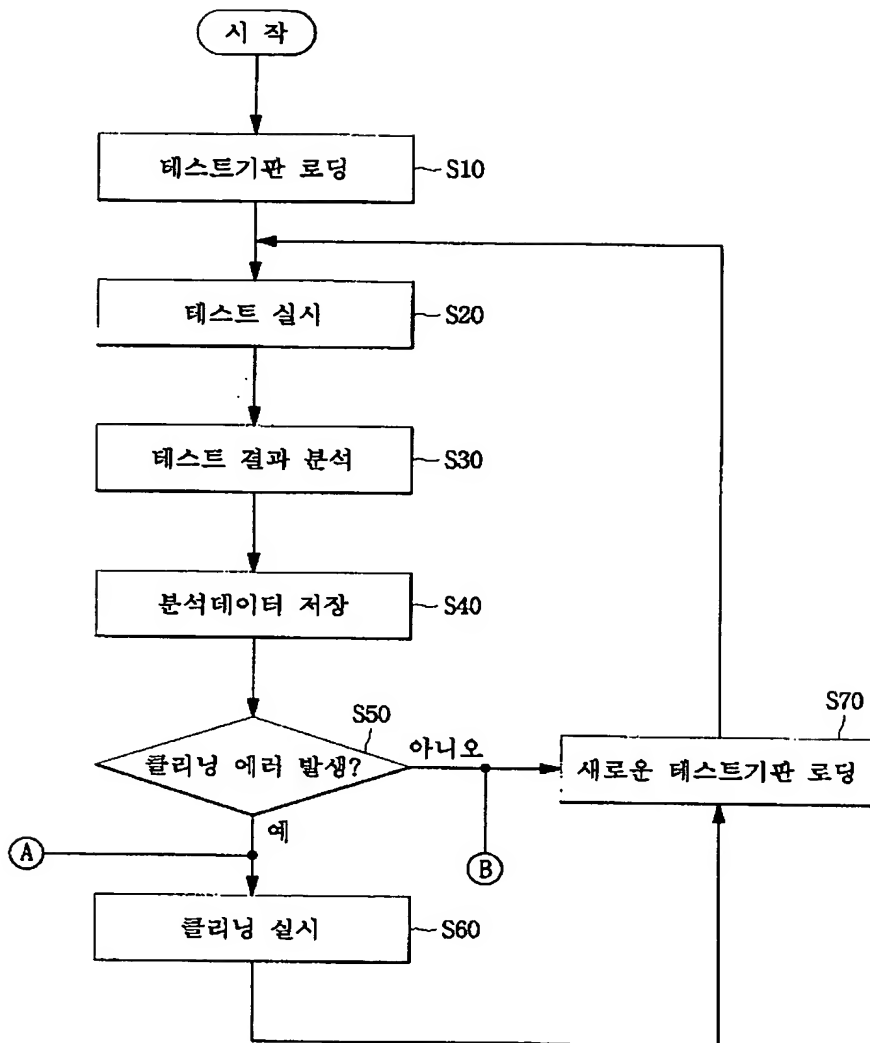 시 작
테스트기판 로딩
S10
테스트 실시
S20
테스트 결과 분석
S30
분석데이터 저장
S40
클리닝 에러 발생?
S50
아니오
예
새로운 테스트기판 로딩
S70
A
B
클리닝 실시
S60